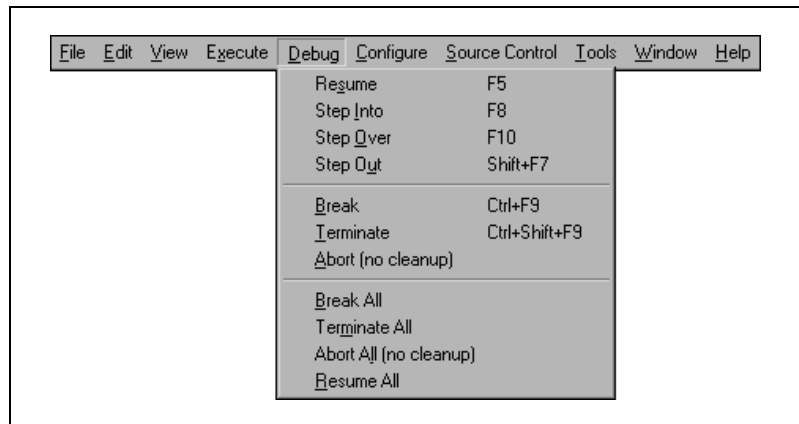 File Edit View Execute Debug Configure Source Control Tools Window Help
Resume F5
Step Into F8
Step Over F10
Step Out Shift+F7
Break Ctrl+F9
Terminate Ctrl+Shift+F9
Abort (no cleanup)
Break All
Terminate All
Abort All (no cleanup)
Resume All